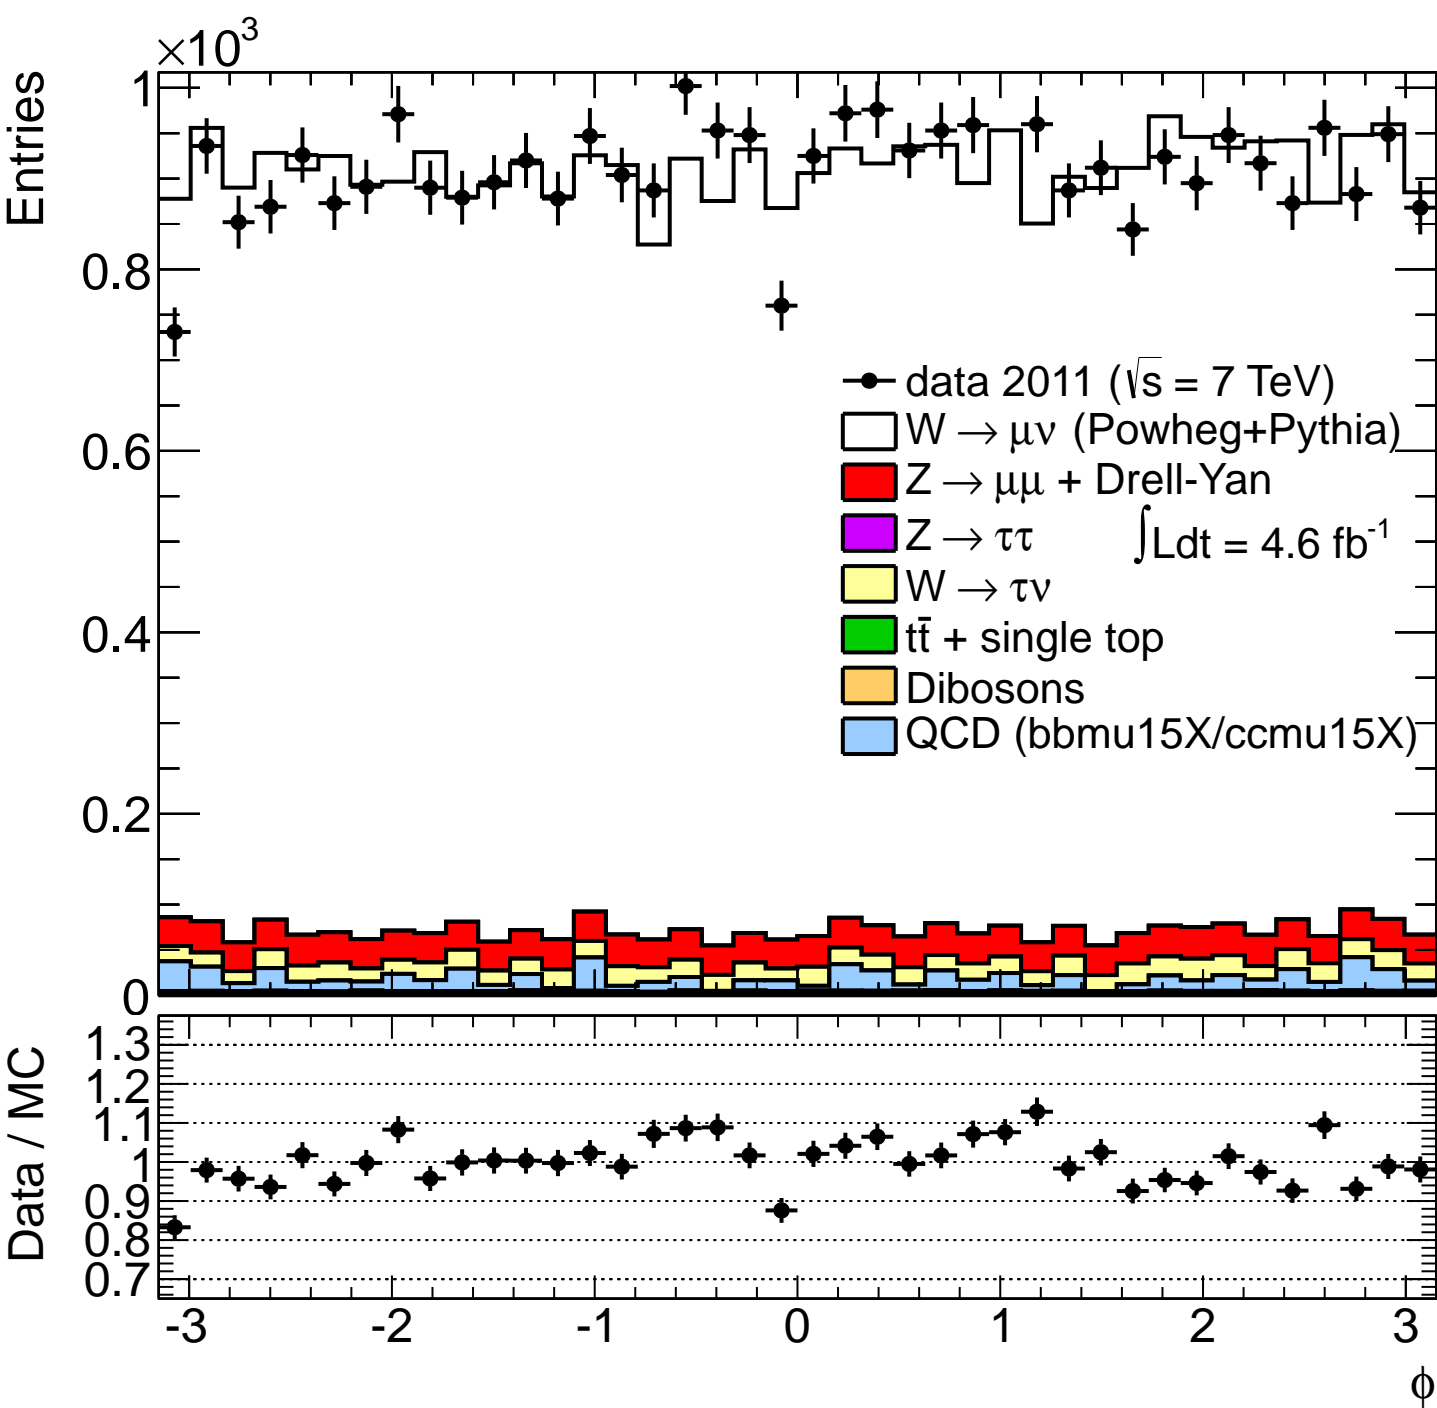 ×10³
Entries
1
0.8
0.6
0.4
0.2
0
data 2011 (√s = 7 TeV)
W → μν (Powheg+Pythia)
Z → μμ + Drell-Yan
Z → ττ
∫Ldt = 4.6 fb⁻¹
W → τν
tt̄ + single top
Dibosons
QCD (bbmu15X/ccmu15X)
Data / MC
1.3
1.2
1.1
1
0.9
0.8
0.7
-3 -2 -1 0 1 2 3
ϕ